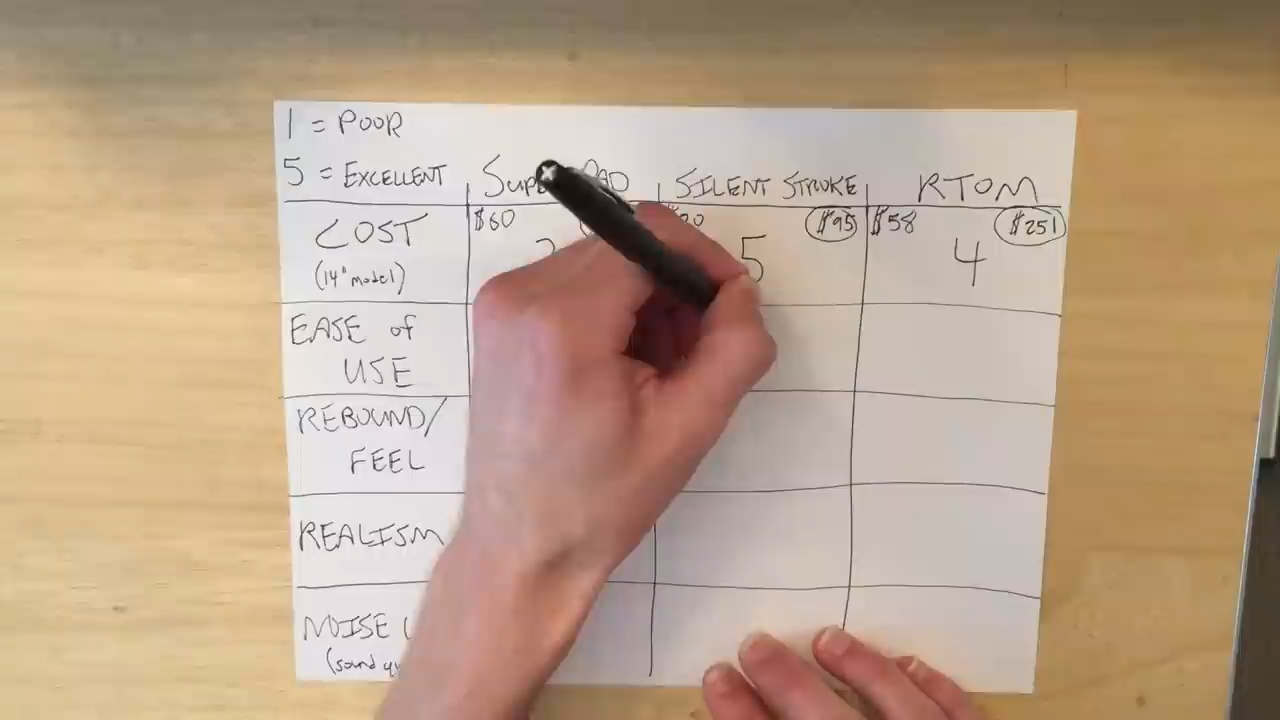 1 = POOR
5 = EXCELLENT
SILENT STROKE
RTOM
COST
(14" model)
$60
5
$95
$58
4
$251
EASE of
USE
REBOUND/
FEEL
REALISM
NOISE
(sound